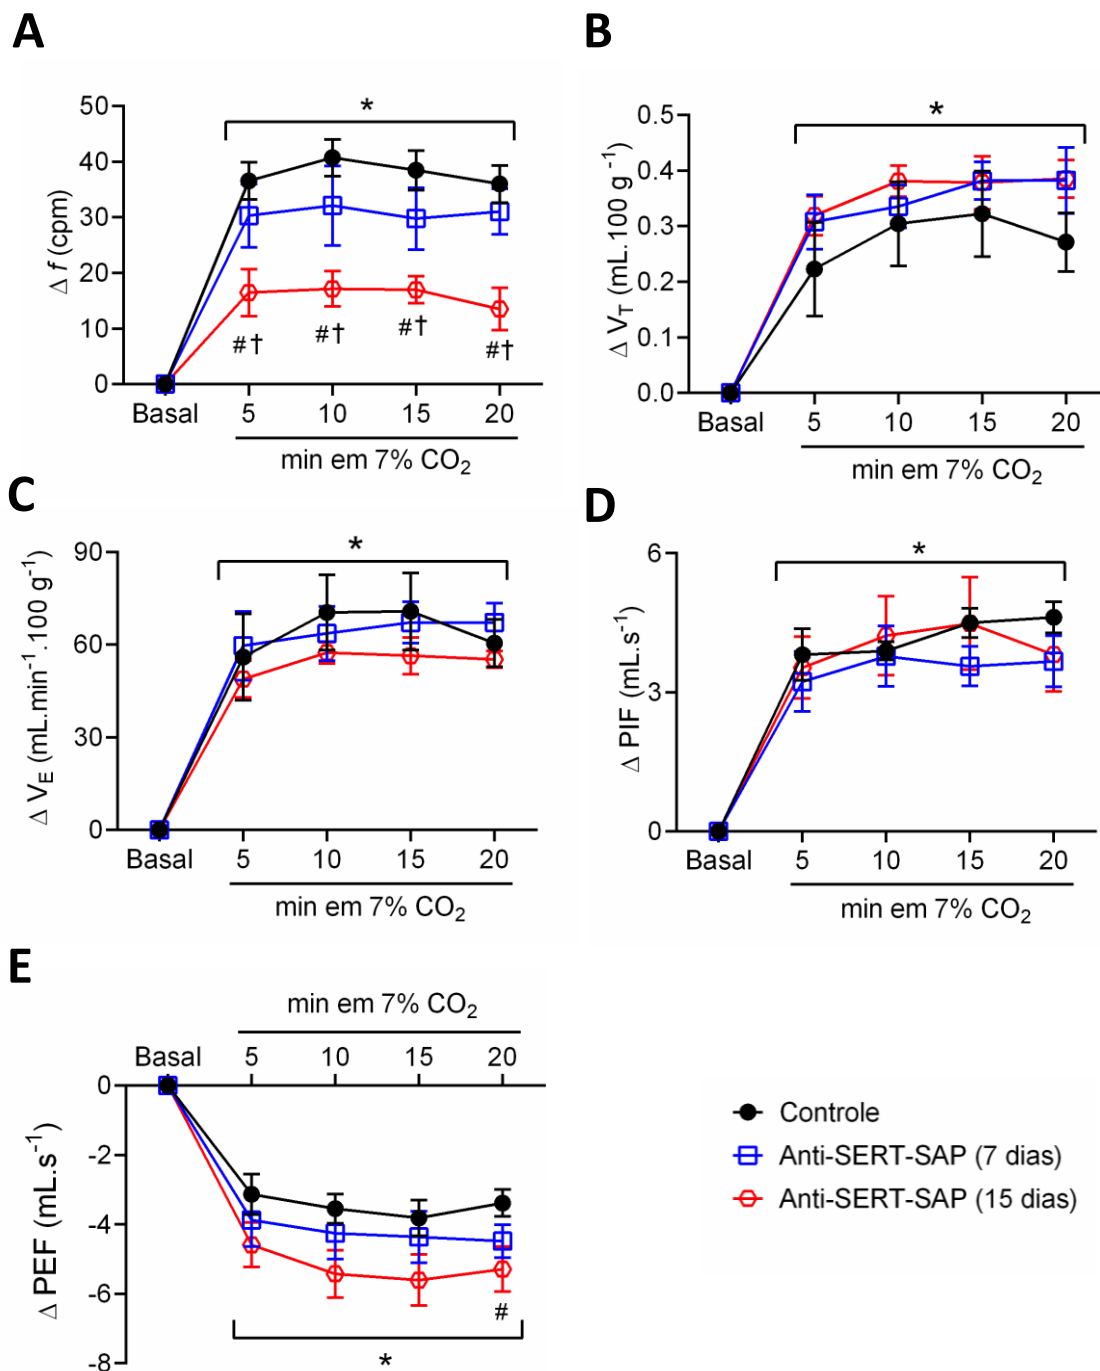 A
Δ f (cpm)
50
40
30
20
10
0
*
#†
#†
#†
#†
Basal
5
10
15
20
min em 7% CO₂
B
Δ V_T (mL.100 g⁻¹)
0.5
0.4
0.3
0.2
0.1
0.0
*
Basal
5
10
15
20
min em 7% CO₂
C
Δ V_E (mL.min⁻¹.100 g⁻¹)
90
60
30
0
*
Basal
5
10
15
20
min em 7% CO₂
D
Δ PIF (mL.s⁻¹)
6
3
0
*
Basal
5
10
15
20
min em 7% CO₂
E
min em 7% CO₂
Basal
5
10
15
20
Δ PEF (mL.s⁻¹)
0
-2
-4
-6
-8
#
*
Controle
Anti-SERT-SAP (7 dias)
Anti-SERT-SAP (15 dias)